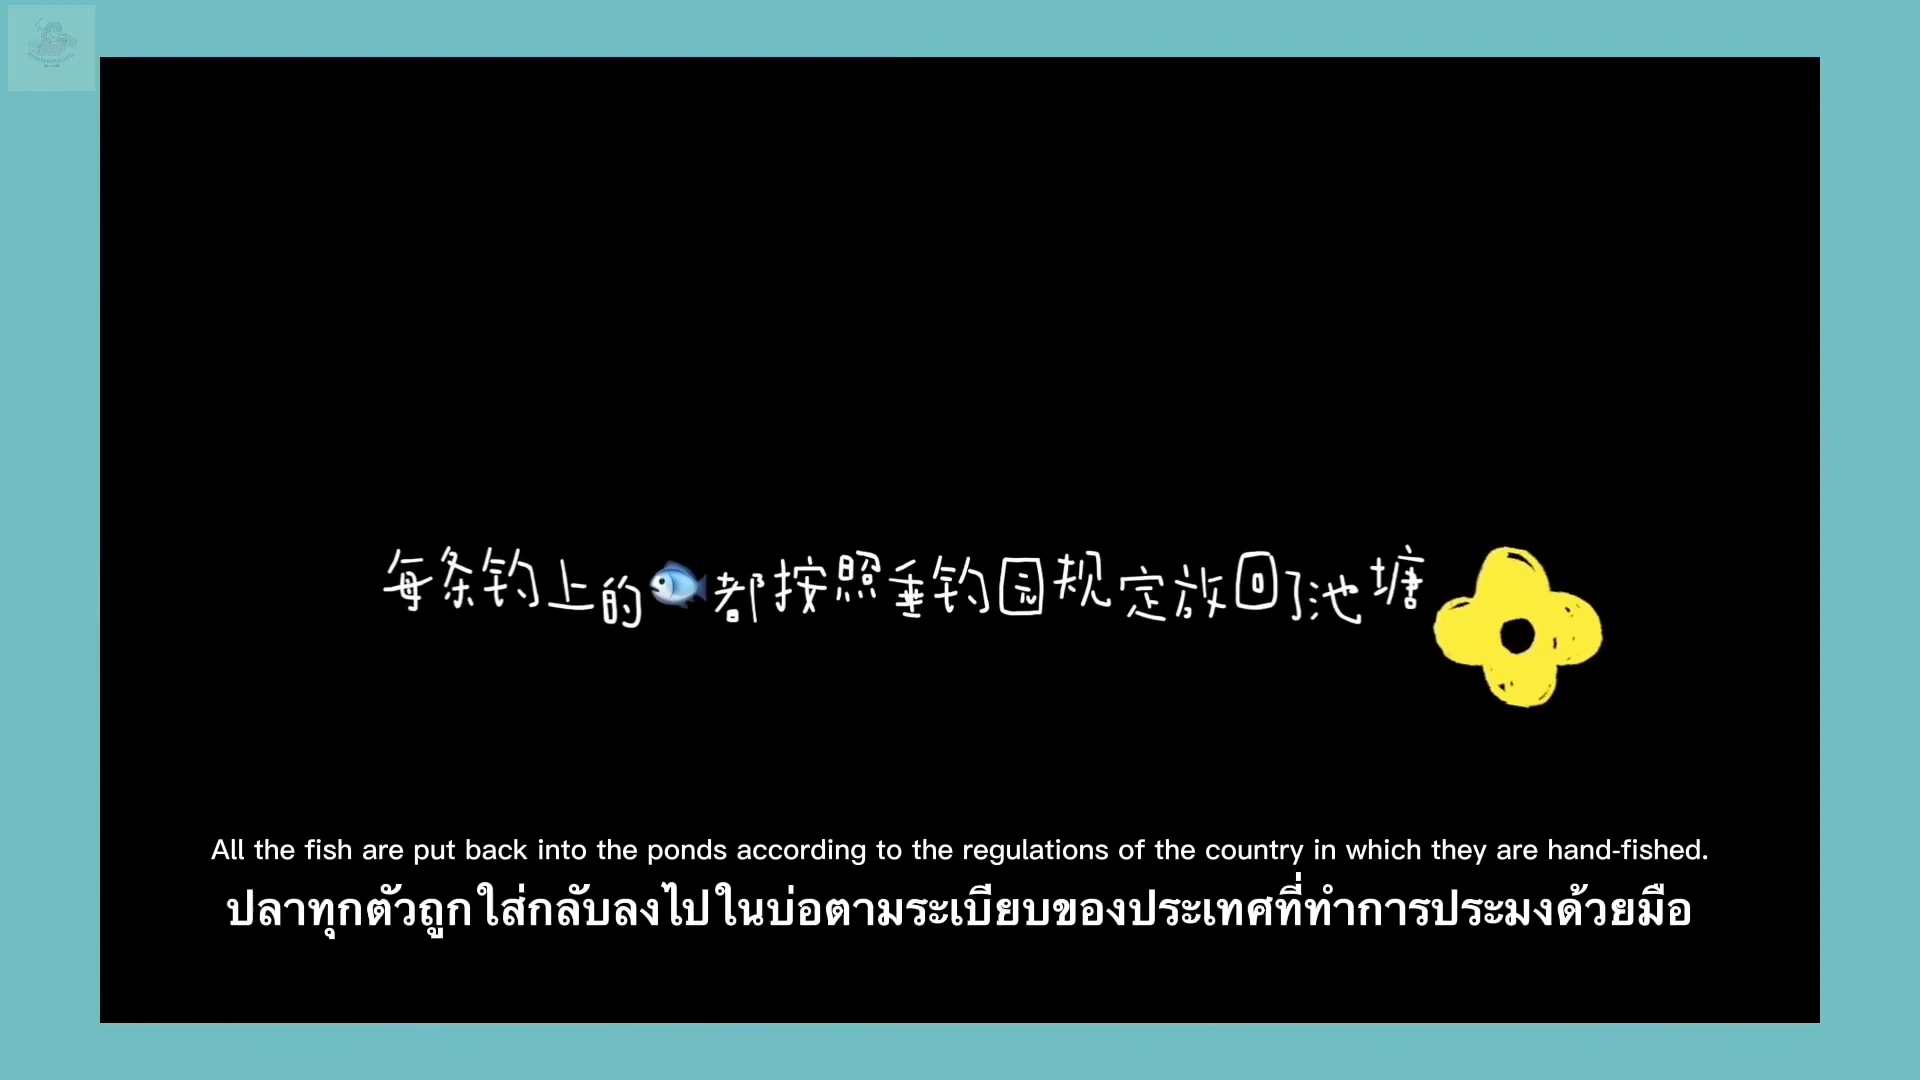 每条钓上的🐟都按照垂钓园规定放回了池塘
All the fish are put back into the ponds according to the regulations of the country in which they are hand-fished.
ปลาทุกตัวถูกใส่กลับลงไปในบ่อตามระเบียบของประเทศที่ทำการประมงด้วยมือ